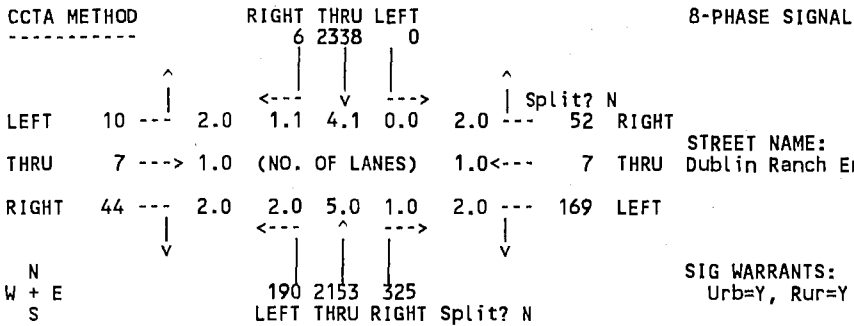 CCTA METHOD RIGHT THRU LEFT 8-PHASE SIGNAL
----------- 6 2338 0
^ | | | ^
| <--- v ---> | Split? N
LEFT 10 --- 2.0 1.1 4.1 0.0 2.0 --- 52 RIGHT
STREET NAME:
THRU 7 ---> 1.0 (NO. OF LANES) 1.0<--- 7 THRU Dublin Ranch
RIGHT 44 --- 2.0 2.0 5.0 1.0 2.0 --- 169 LEFT
| <--- ^ ---> |
v | | | v
N SIG WARRANTS:
W + E 190 2153 325 Urb=Y, Rur=Y
S LEFT THRU RIGHT Split? N